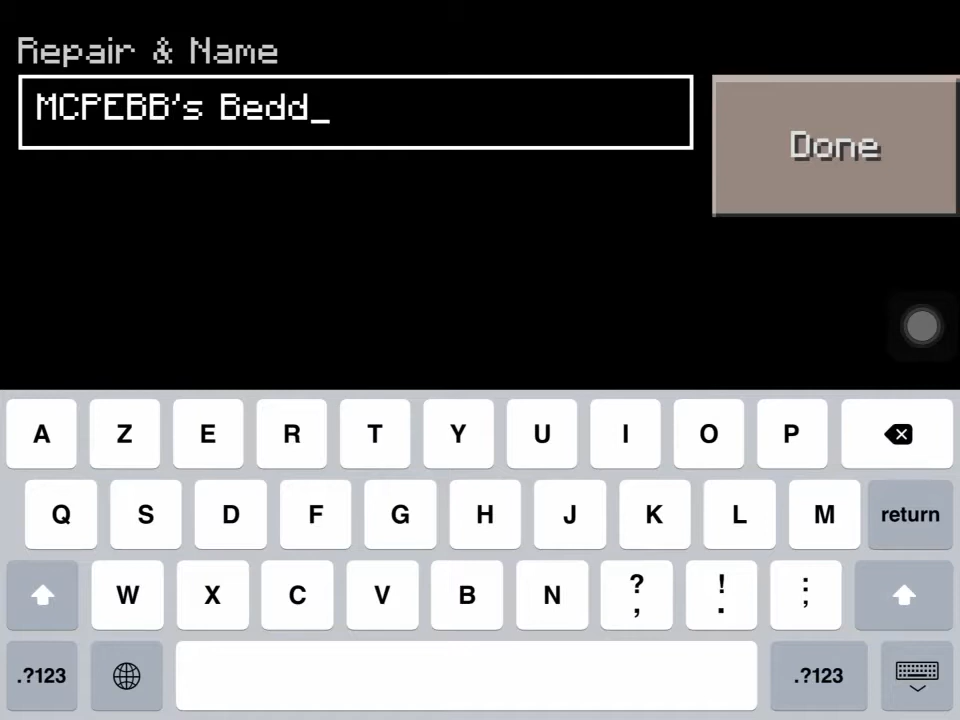 Repair & Name
MCPEBB's Bedd_
Done
A Z E R T Y U I O P
Q S D F G H J K L M return
W X C V B N ? , ! . : ;
.?123 .?123